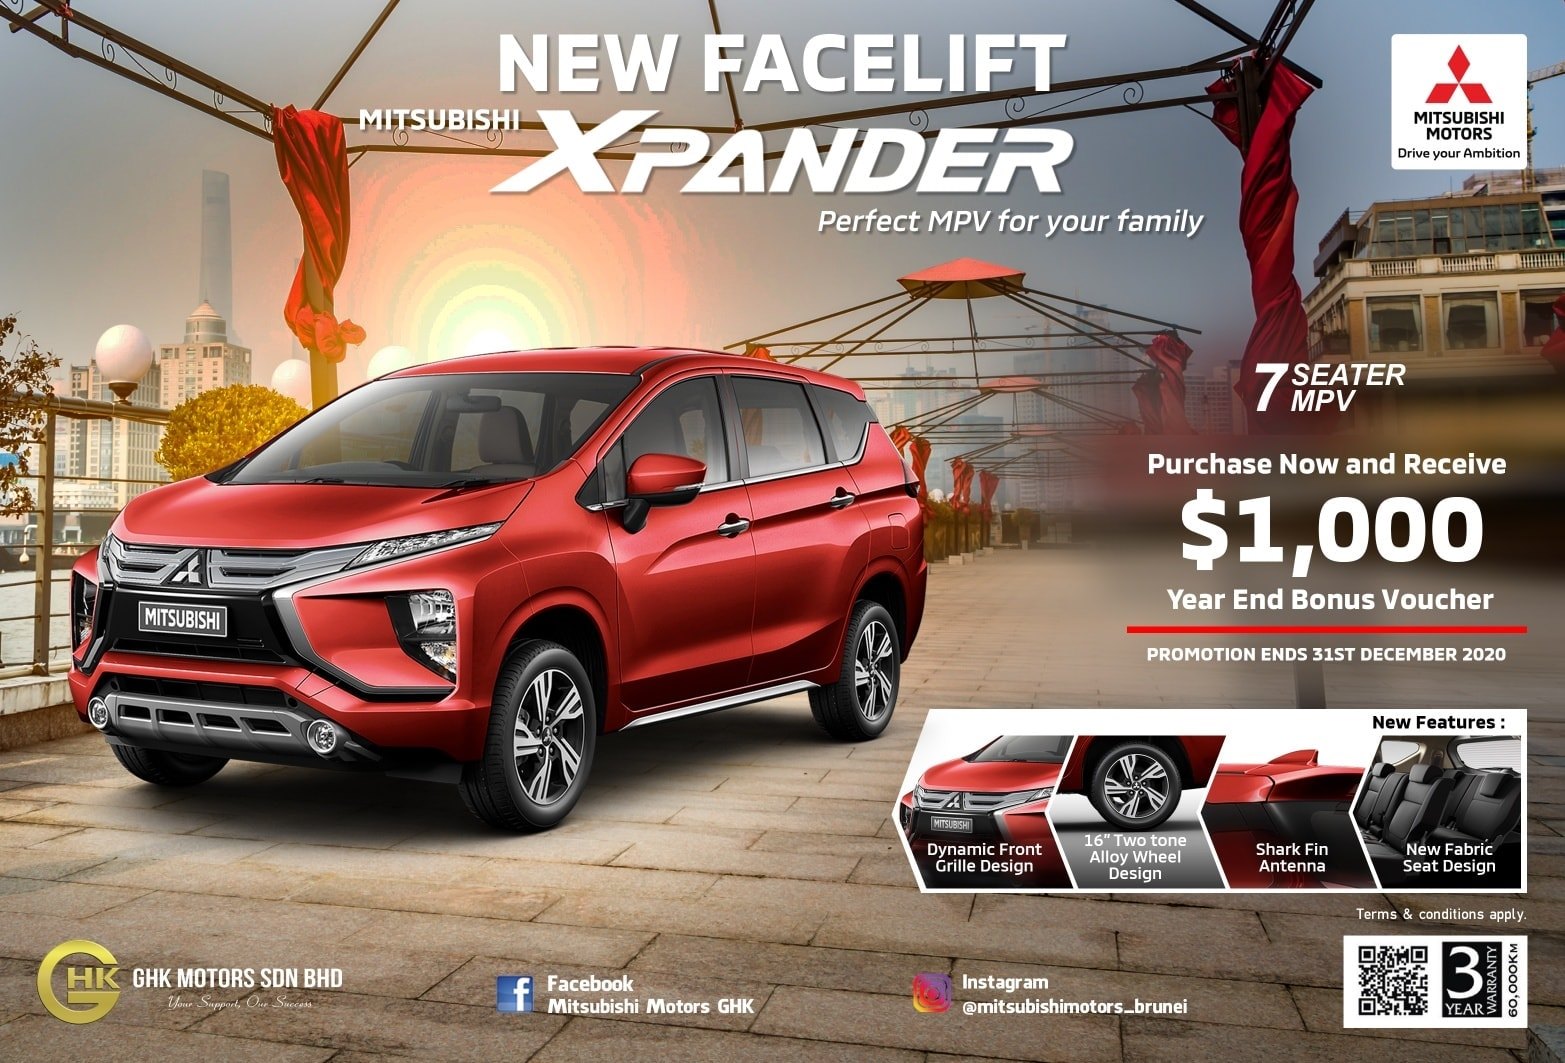 NEW FACELIFT
MITSUBISHI XPANDER
Perfect MPV for your family
MITSUBISHI
MOTORS
Drive your Ambition
7 SEATER
MPV
Purchase Now and Receive
$1,000
Year End Bonus Voucher
PROMOTION ENDS 31ST DECEMBER 2020
MITSUBISHI
New Features :
MITSUBISHI
Dynamic Front
Grille Design
16” Two tone
Alloy Wheel
Design
Shark Fin
Antenna
New Fabric
Seat Design
Terms & conditions apply.
GHK
GHK MOTORS SDN BHD
Your Support, Our Success
Facebook
Mitsubishi Motors GHK
Instagram
@mitsubishimotors_brunei
3
YEAR
WARRANTY
60,000KM